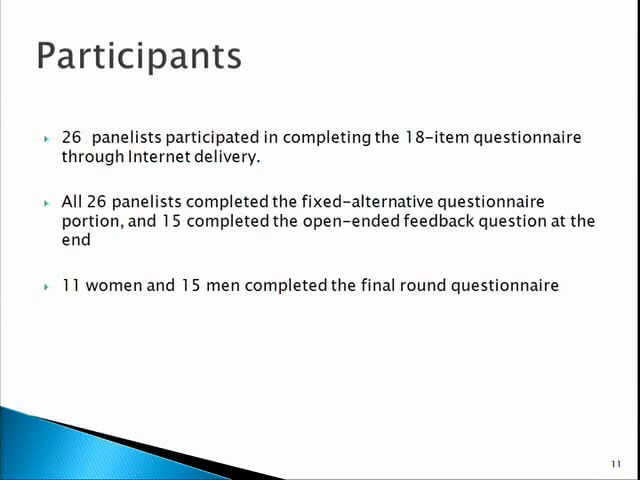 Participants
26 panelists participated in completing the 18-item questionnaire
through Internet delivery.
All 26 panelists completed the fixed-alternative questionnaire
portion, and 15 completed the open-ended feedback question at the
end
11 women and 15 men completed the final round questionnaire
11